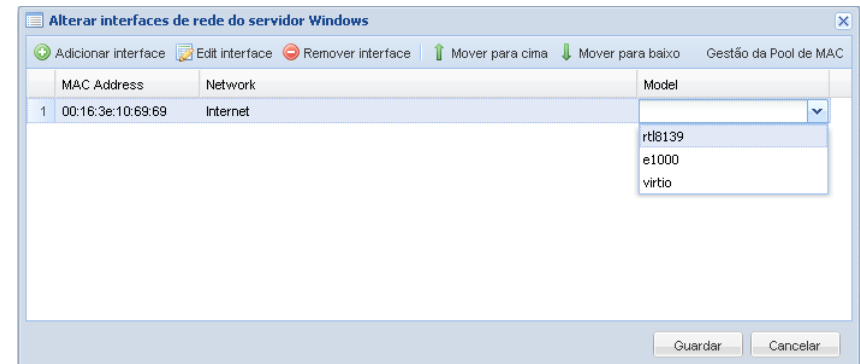 Alterar interfaces de rede do servidor Windows
Adicionar interface Edit interface Remover interface Mover para cima Mover para baixo Gestão da Pool de MAC
MAC Address Network Model
1 00:16:3e:10:69:69 Internet
rtl8139
e1000
virtio
Guardar Cancelar